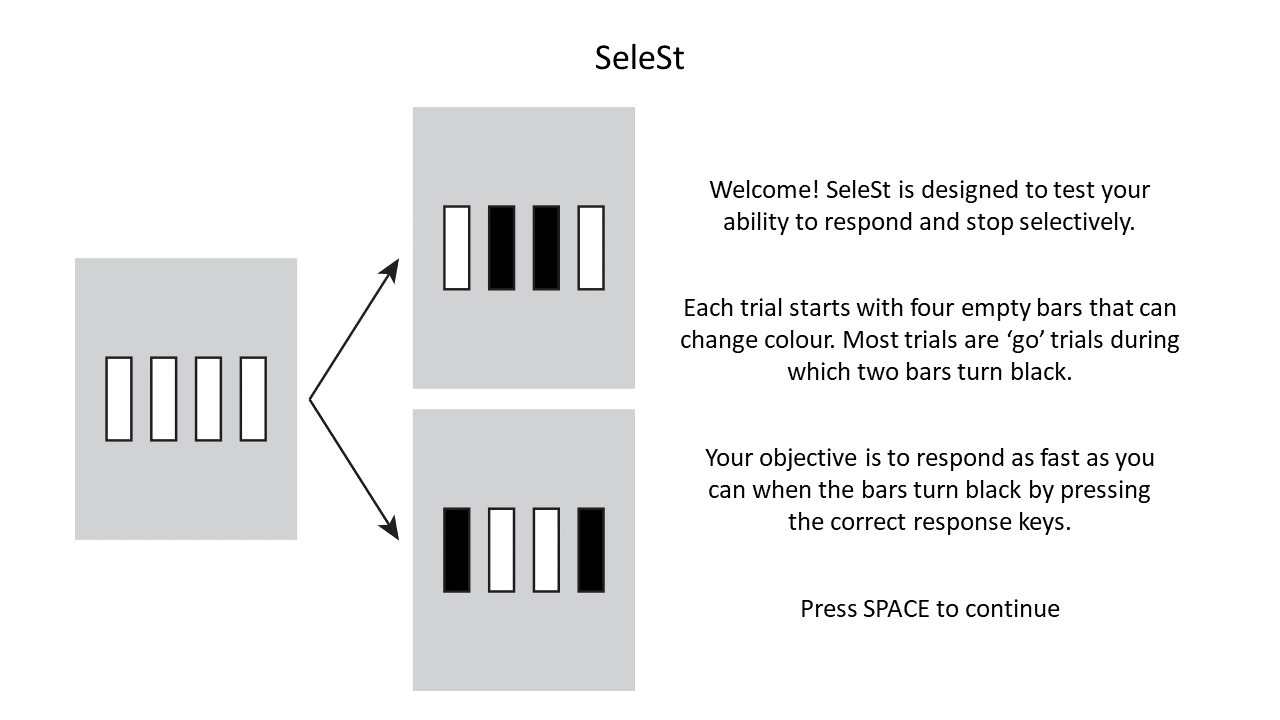 SeleSt
Welcome! SeleSt is designed to test your
ability to respond and stop selectively.
Each trial starts with four empty bars that can
change colour. Most trials are ‘go’ trials during
which two bars turn black.
Your objective is to respond as fast as you
can when the bars turn black by pressing
the correct response keys.
Press SPACE to continue